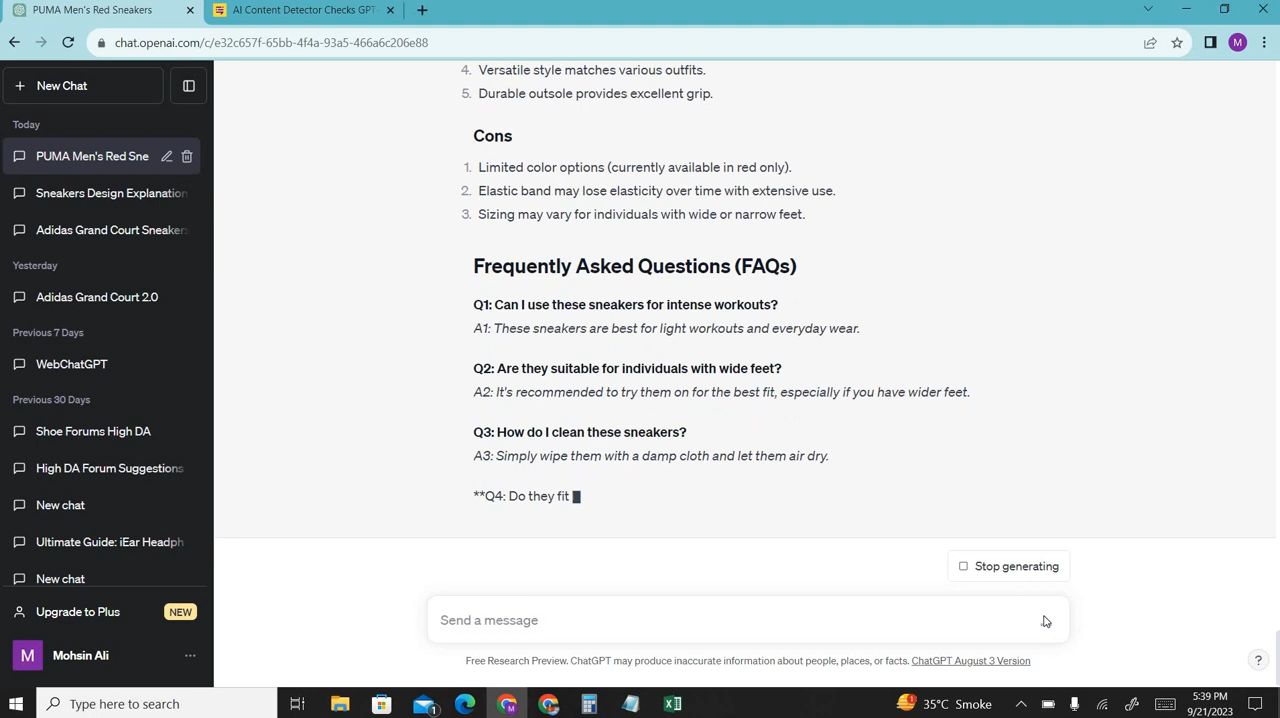 PUMA Men's Red Sneakers
AI Content Detector Checks GPT-
chat.openai.com/c/e32c657f-65bb-4f4a-93a5-466a6c206e88
M
New Chat
Today
PUMA Men's Red Sne
Sneakers Design Explanation
Adidas Grand Court Sneakers
Yesterday
Adidas Grand Court 2.0
Previous 7 Days
WebChatGPT
Previous 30 Days
Shoe Forums High DA
High DA Forum Suggestions
New chat
Ultimate Guide: iEar Headph
New chat
Upgrade to Plus NEW
M Mohsin Ali
4. Versatile style matches various outfits.
5. Durable outsole provides excellent grip.
Cons
1. Limited color options (currently available in red only).
2. Elastic band may lose elasticity over time with extensive use.
3. Sizing may vary for individuals with wide or narrow feet.
Frequently Asked Questions (FAQs)
Q1: Can I use these sneakers for intense workouts?
A1: These sneakers are best for light workouts and everyday wear.
Q2: Are they suitable for individuals with wide feet?
A2: It's recommended to try them on for the best fit, especially if you have wider feet.
Q3: How do I clean these sneakers?
A3: Simply wipe them with a damp cloth and let them air dry.
**Q4: Do they fit
Stop generating
Send a message
Free Research Preview. ChatGPT may produce inaccurate information about people, places, or facts. ChatGPT August 3 Version
?
Type here to search
1
M
35°C Smoke
5:39 PM
9/21/2023